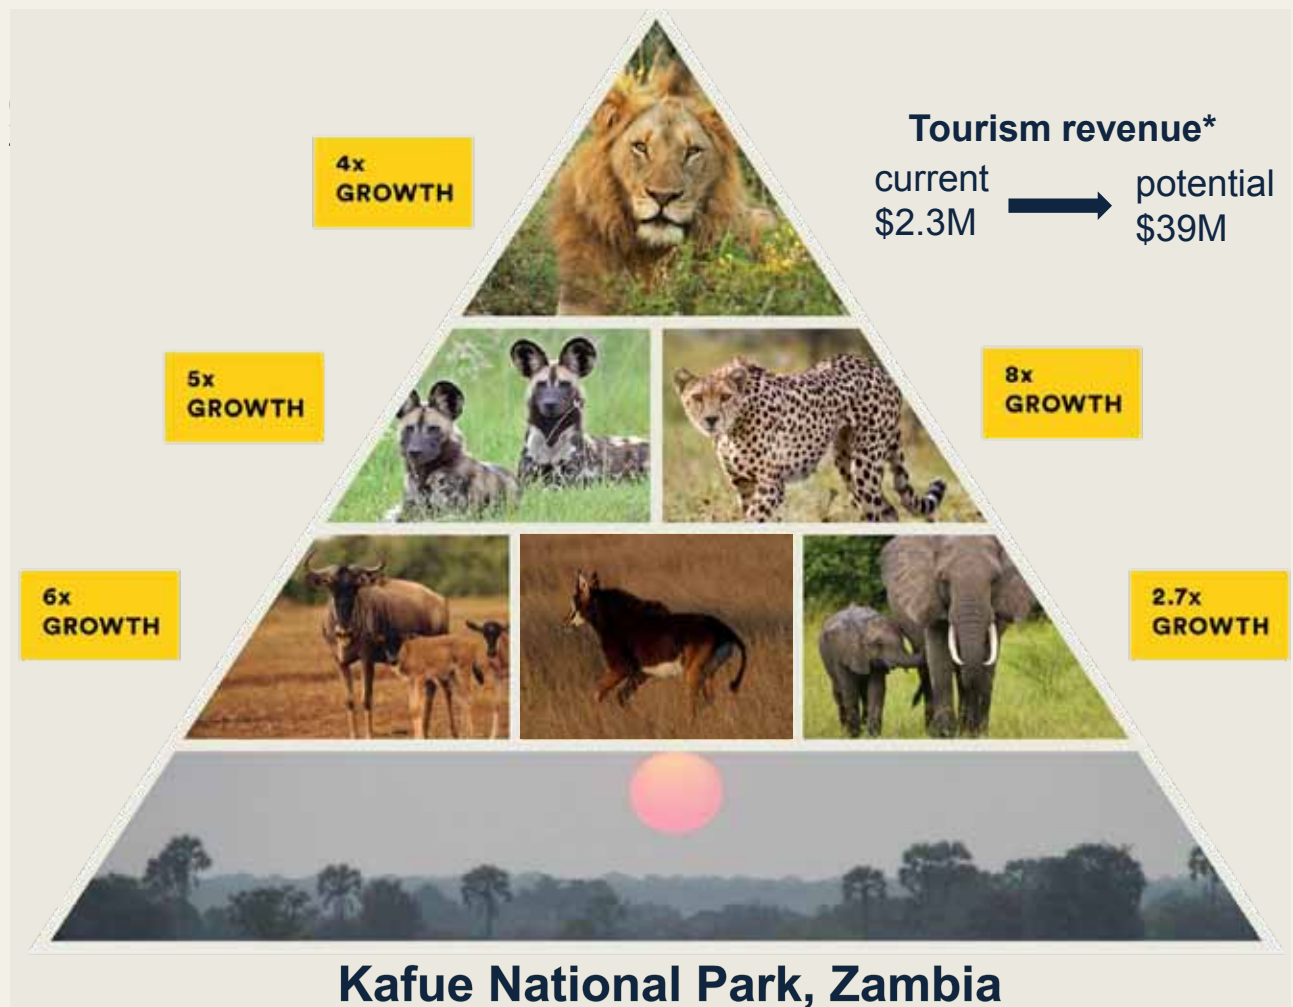 Tourism revenue*
current
$2.3M
potential
$39M
4x
GROWTH
5x
GROWTH
8x
GROWTH
6x
GROWTH
2.7x
GROWTH
Kafue National Park, Zambia